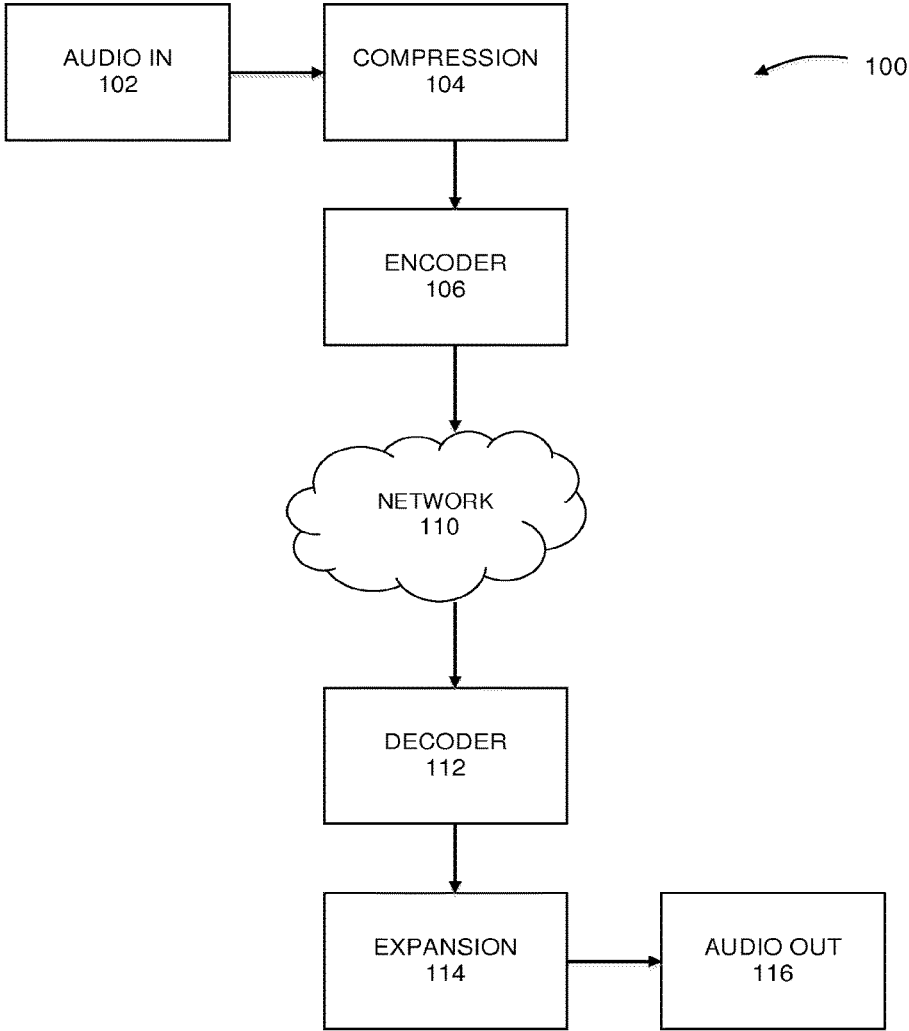 AUDIO IN
102
COMPRESSION
104
100
ENCODER
106
NETWORK
110
DECODER
112
EXPANSION
114
AUDIO OUT
116